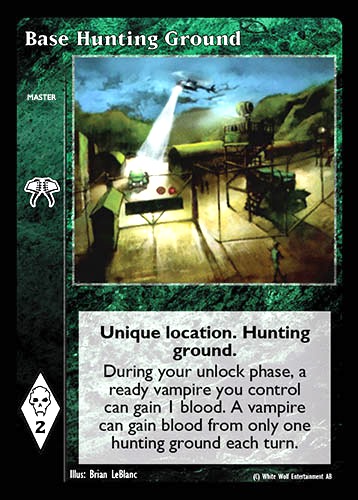 Base Hunting Ground
MASTER
Unique location. Hunting
ground.
During your unlock phase, a
ready vampire you control
can gain 1 blood. A vampire
can gain blood from only one
hunting ground each turn.
2
Illus: Brian LeBlanc
(C) White Wolf Entertainment AB